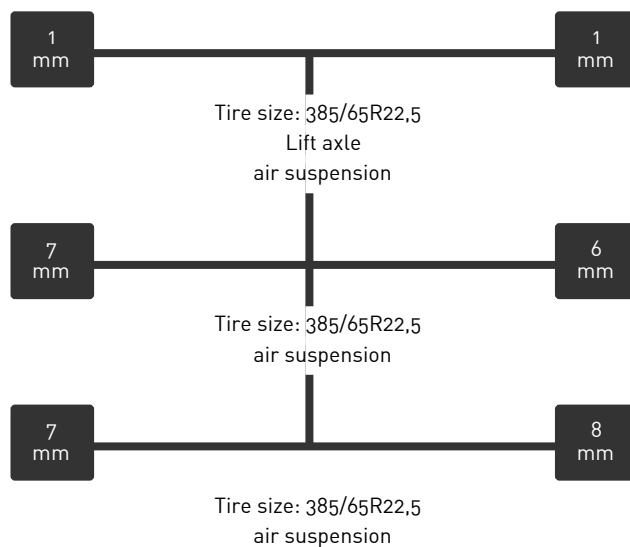 1
mm
1
mm
Tire size: 385/65R22,5
Lift axle
air suspension
7
mm
6
mm
Tire size: 385/65R22,5
air suspension
7
mm
8
mm
Tire size: 385/65R22,5
air suspension